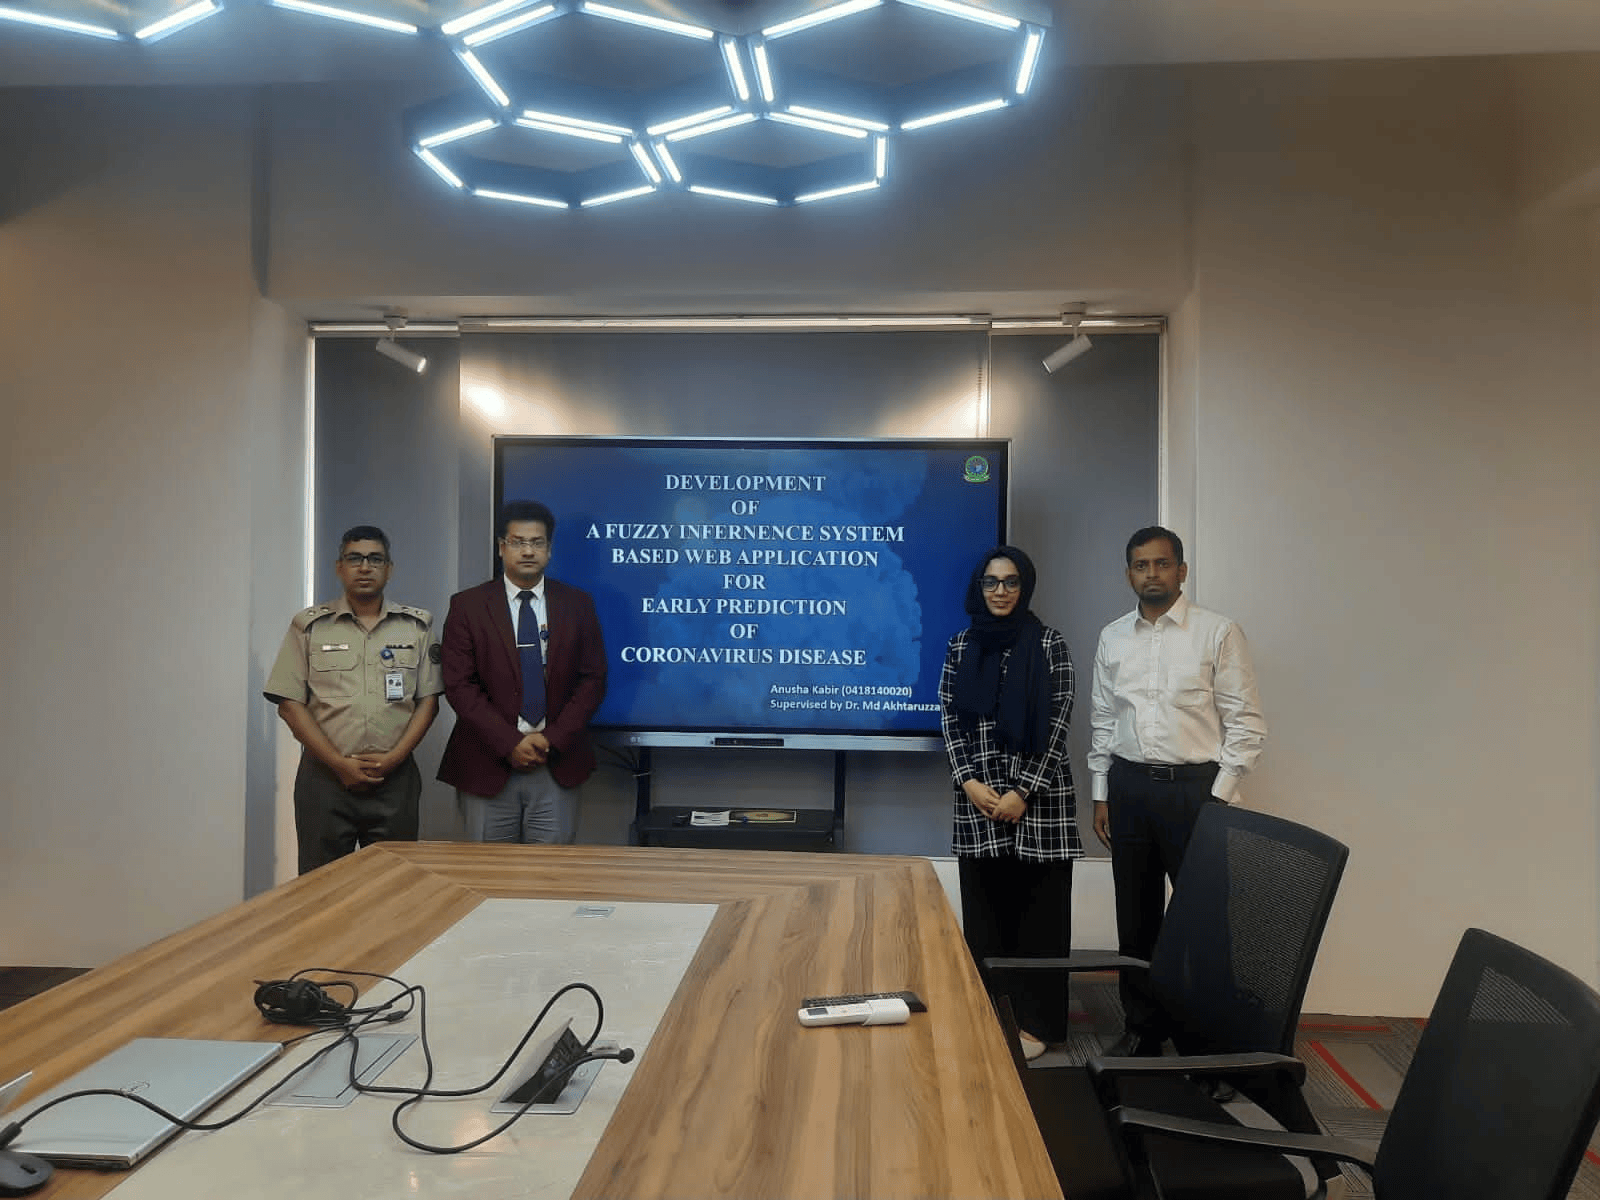 DEVELOPMENT
OF
A FUZZY INFERNENCE SYSTEM
BASED WEB APPLICATION
FOR
EARLY PREDICTION
OF
CORONAVIRUS DISEASE
Anusha Kabir (0418140020)
Supervised by Dr. Md Akhtaruzza